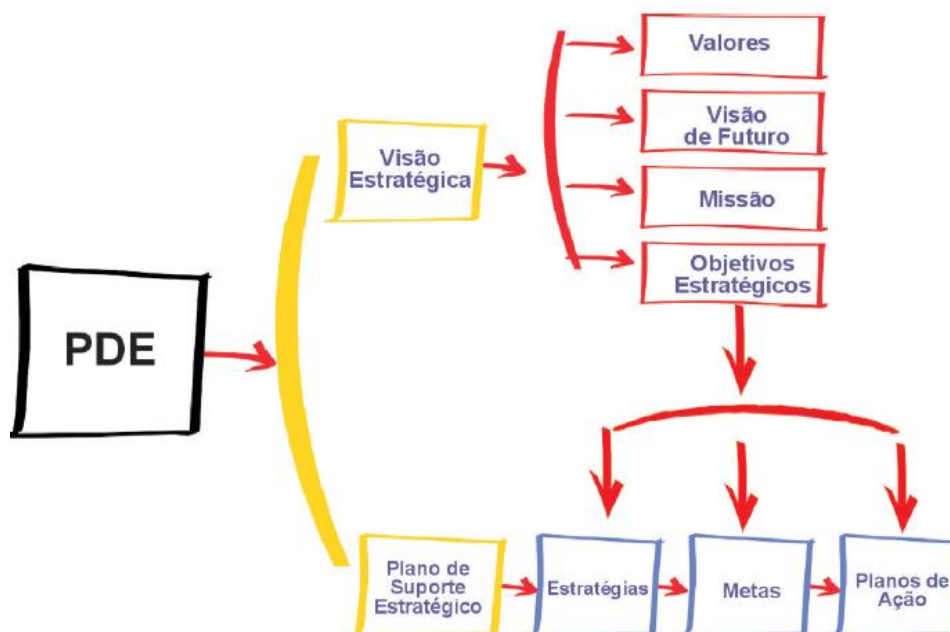 Valores
Visão
de Futuro
Visão
Estratégica
Missão
Objetivos
Estratégicos
PDE
Plano de
Suporte
Estratégico
Estratégias
Metas
Planos de
Ação